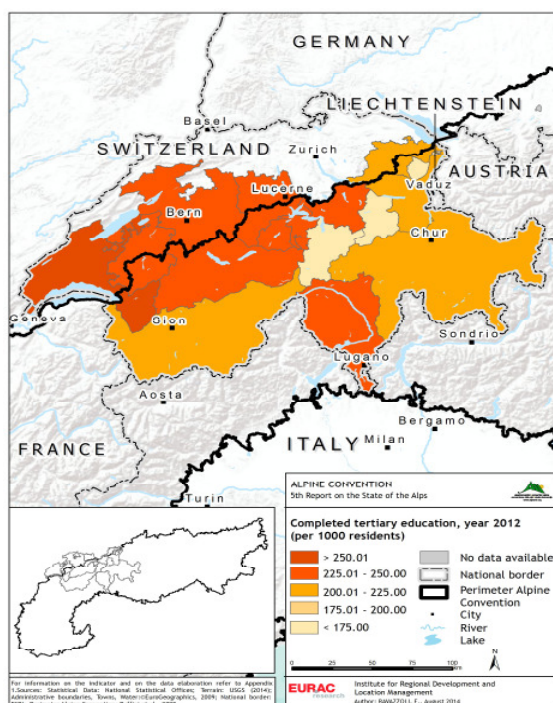 GERMANY
LIECHTENSTEIN
Basel
SWITZERLAND
Zurich
AUSTRIA
Lucerne
Vaduz
Bern
Chur
Geneva
Sion
Sondrio
Lugano
Aosta
Bergamo
FRANCE
ITALY
Milan
Turin
ALPINE CONVENTION
5th Report on the State of the Alps
Completed tertiary education, year 2012
(per 1000 residents)
> 250.01
225.01 - 250.00
200.01 - 225.00
175.01 - 200.00
< 175.00
No data available
National border
Perimeter Alpine
Convention
City
River
Lake
0 25 50 100
N
For information on the indicator and on the data elaboration refer to Appendix
1.Sources: Statistical Data: National Statistical Offices; Terrain: USGS (2014);
Administrative boundaries, Towns, Water:©EuroGeographics, 2009; National border:
EURAC
research
Institute for Regional Development and
Location Management
Author:
August 2014